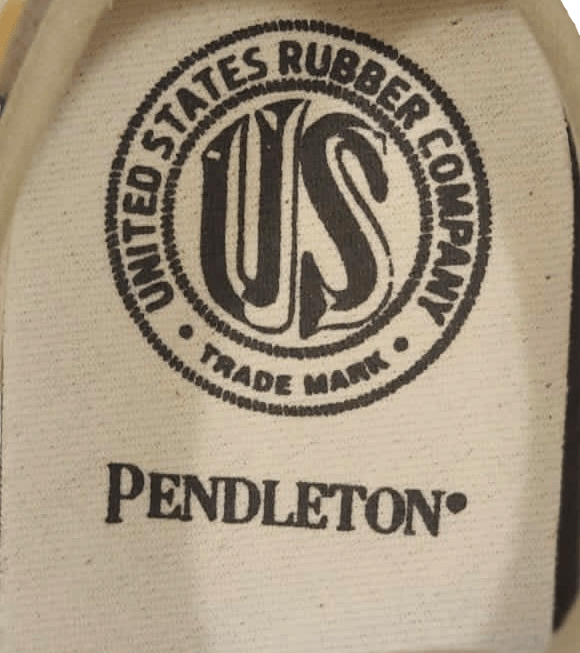 UNITED STATES RUBBER COMPANY
US
• TRADE MARK •
PENDLETON•